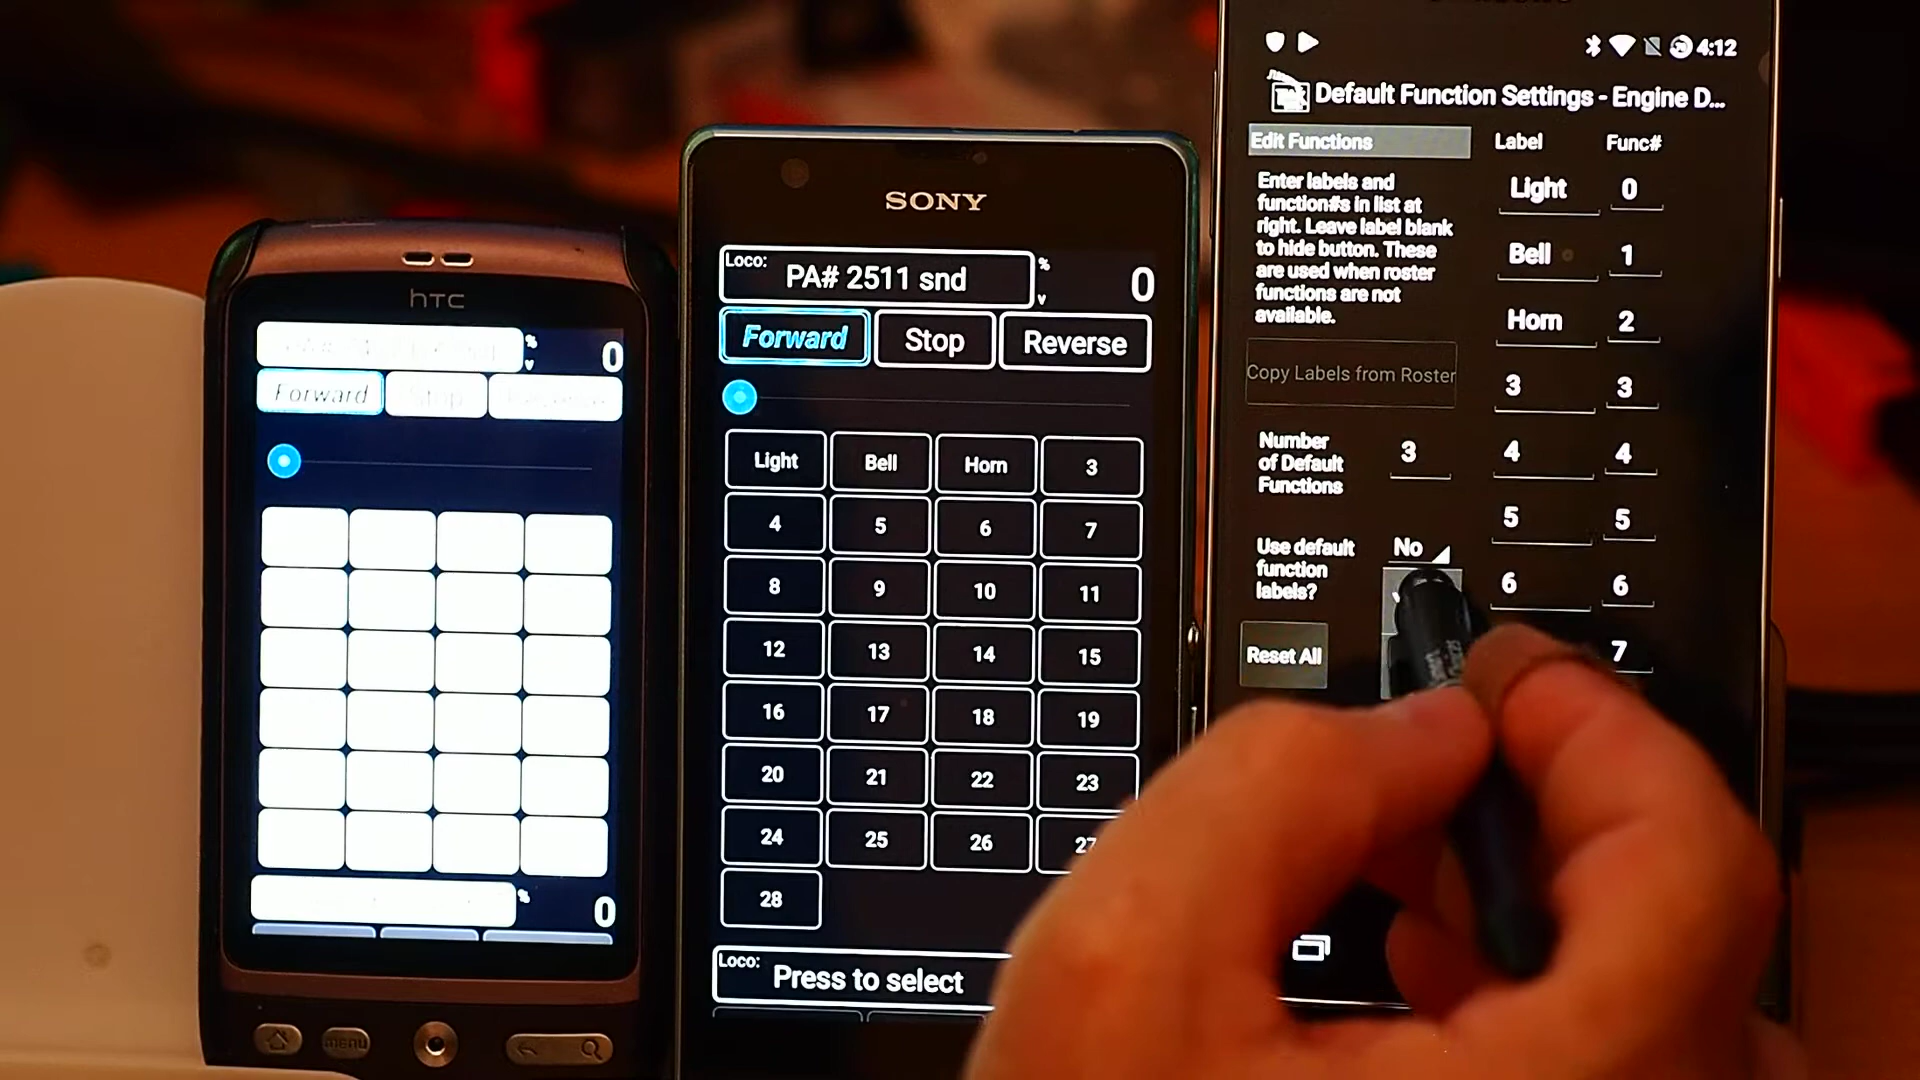 hTC
%
0
Forward
%
0
MENU
SONY
Loco:
PA# 2511 snd
%
v
0
Forward
Stop
Reverse
Light
Bell
Horn
3
4
5
6
7
8
9
10
11
12
13
14
15
16
17
18
19
20
21
22
23
24
25
26
27
28
Loco:
Press to select
4:12
Default Function Settings - Engine D...
Edit Functions
Label
Func#
Enter labels and
function#s in list at
right. Leave label blank
to hide button. These
are used when roster
functions are not
available.
Copy Labels from Roster
Number
of Default
Functions
3
Use default
function
labels?
No
Reset All
Light
0
Bell
1
Horn
2
3
3
4
4
5
5
6
6
7